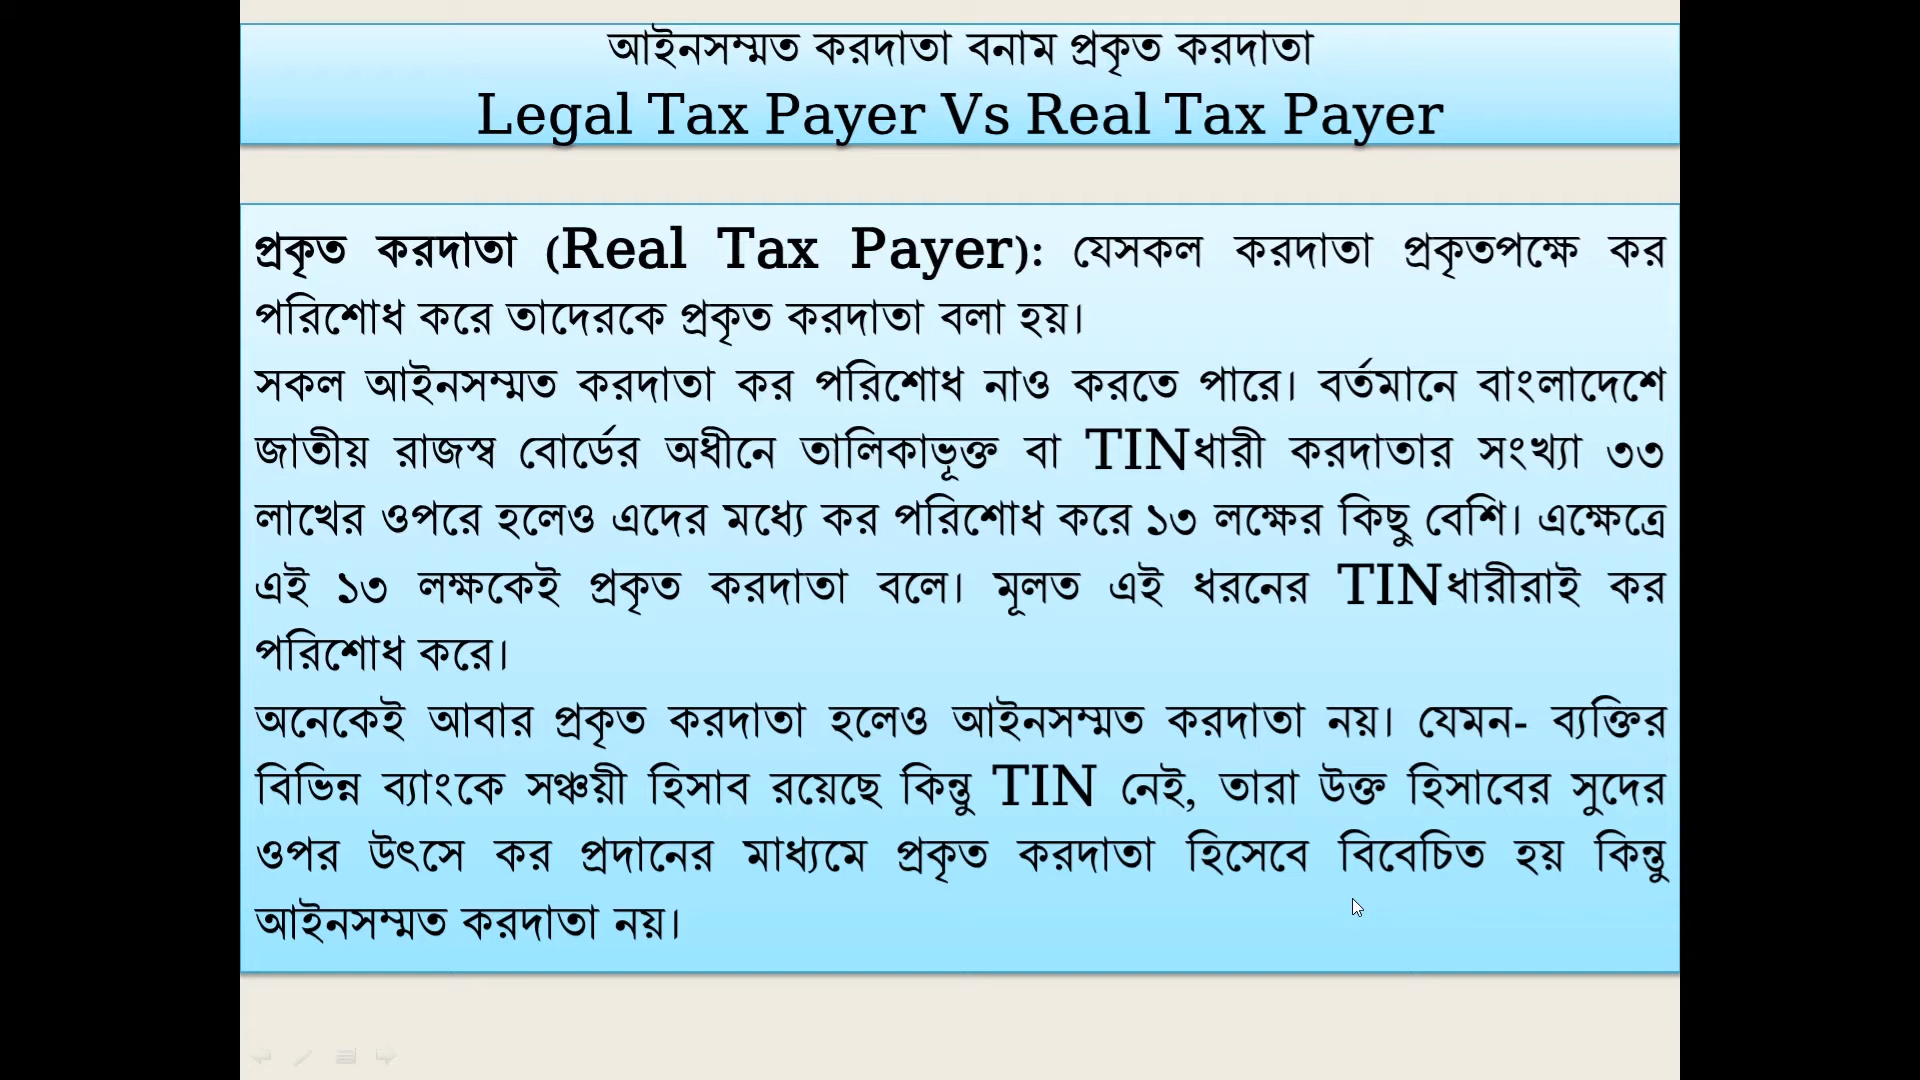 আইনসম্মত করদাতা বনাম প্রকৃত করদাতা
Legal Tax Payer Vs Real Tax Payer
প্রকৃত করদাতা (Real Tax Payer): যেসকল করদাতা প্রকৃতপক্ষে কর
পরিশোধ করে তাদেরকে প্রকৃত করদাতা বলা হয়।
সকল আইনসম্মত করদাতা কর পরিশোধ নাও করতে পারে। বর্তমানে বাংলাদেশে
জাতীয় রাজস্ব বোর্ডের অধীনে তালিকাভূক্ত বা TINধারী করদাতার সংখ্যা ৩৩
লাখের ওপরে হলেও এদের মধ্যে কর পরিশোধ করে ১৩ লক্ষের কিছু বেশি। এক্ষেত্রে
এই ১৩ লক্ষকেই প্রকৃত করদাতা বলে। মূলত এই ধরনের TINধারীরাই কর
পরিশোধ করে।
অনেকেই আবার প্রকৃত করদাতা হলেও আইনসম্মত করদাতা নয়। যেমন- ব্যক্তির
বিভিন্ন ব্যাংকে সঞ্চয়ী হিসাব রয়েছে কিন্তু TIN নেই, তারা উক্ত হিসাবের সুদের
ওপর উৎসে কর প্রদানের মাধ্যমে প্রকৃত করদাতা হিসেবে বিবেচিত হয় কিন্তু
আইনসম্মত করদাতা নয়।